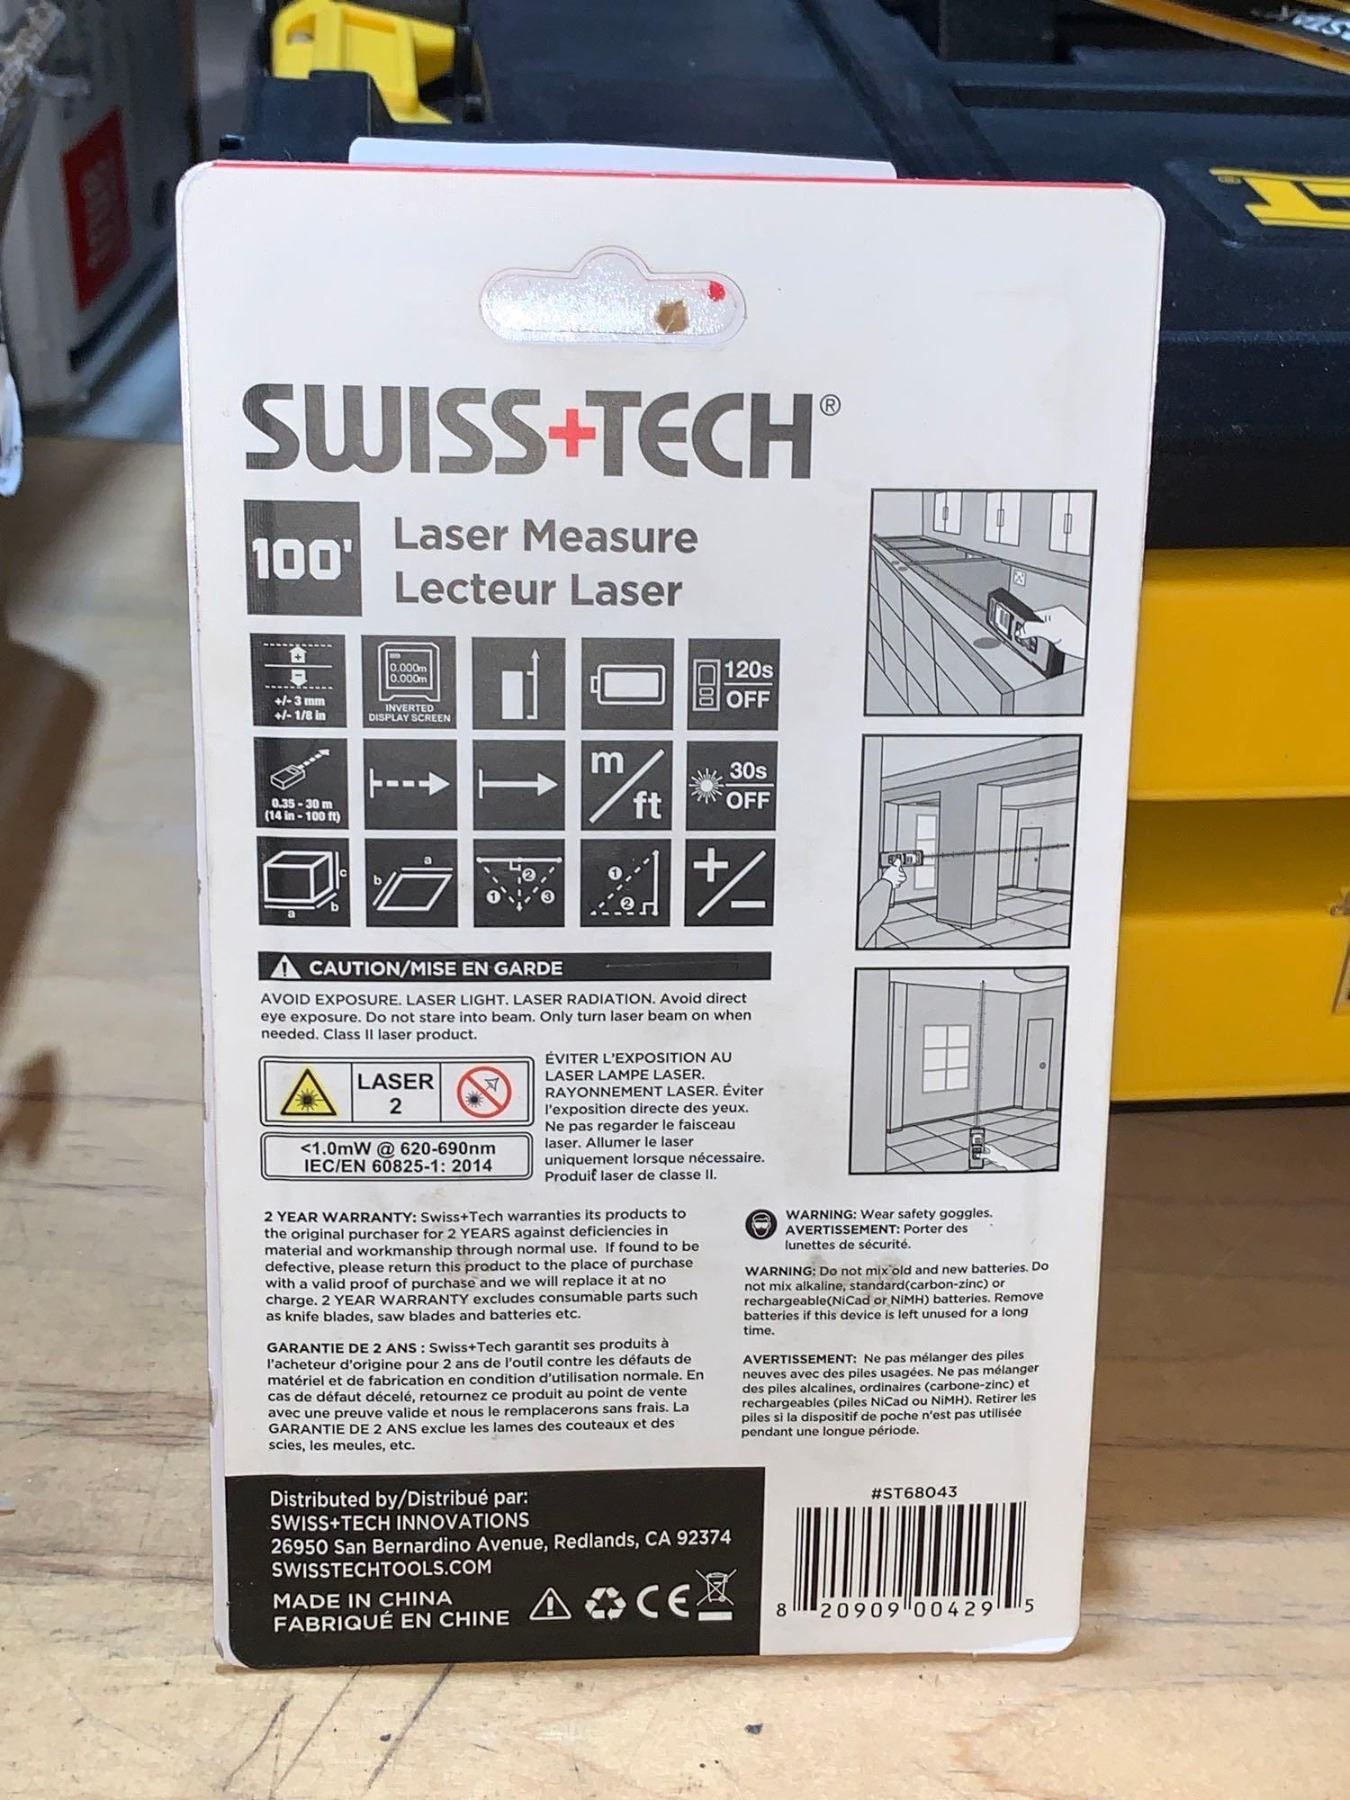 SWISS+TECH®
100'
Laser Measure
Lecteur Laser
+/- 3 mm
+/- 1/8 in
0.000m
0.000m
INVERTED
DISPLAY SCREEN
120s
OFF
0.35 - 30 m
(14 in - 100 ft)
m/ft
30s
OFF
a b c
a b
1 2 3
1 2
+/-
CAUTION/MISE EN GARDE
AVOID EXPOSURE. LASER LIGHT. LASER RADIATION. Avoid direct
eye exposure. Do not stare into beam. Only turn laser beam on when
needed. Class II laser product.
LASER
2
<1.0mW @ 620-690nm
IEC/EN 60825-1: 2014
ÉVITER L'EXPOSITION AU
LASER LAMPE LASER.
RAYONNEMENT LASER. Éviter
l'exposition directe des yeux.
Ne pas regarder le faisceau
laser. Allumer le laser
uniquement lorsque nécessaire.
Produit laser de classe II.
2 YEAR WARRANTY: Swiss+Tech warranties its products to
the original purchaser for 2 YEARS against deficiencies in
material and workmanship through normal use. If found to be
defective, please return this product to the place of purchase
with a valid proof of purchase and we will replace it at no
charge. 2 YEAR WARRANTY excludes consumable parts such
as knife blades, saw blades and batteries etc.
GARANTIE DE 2 ANS : Swiss+Tech garantit ses produits à
l'acheteur d'origine pour 2 ans de l'outil contre les défauts de
matériel et de fabrication en condition d'utilisation normale. En
cas de défaut décelé, retournez ce produit au point de vente
avec une preuve valide et nous le remplacerons sans frais. La
GARANTIE DE 2 ANS exclue les lames des couteaux et des
scies, les meules, etc.
WARNING: Wear safety goggles.
AVERTISSEMENT: Porter des
lunettes de sécurité.
WARNING: Do not mix old and new batteries. Do
not mix alkaline, standard(carbon-zinc) or
rechargeable(NiCad or NiMH) batteries. Remove
batteries if this device is left unused for a long
time.
AVERTISSEMENT: Ne pas mélanger des piles
neuves avec des piles usagées. Ne pas mélanger
des piles alcalines, ordinaires (carbone-zinc) et
rechargeables (piles NiCad ou NiMH). Retirer les
piles si la dispositif de poche n'est pas utilisée
pendant une longue période.
Distributed by/Distribué par:
SWISS+TECH INNOVATIONS
26950 San Bernardino Avenue, Redlands, CA 92374
SWISSTECHTOOLS.COM
MADE IN CHINA
FABRIQUÉ EN CHINE
CE
#ST68043
8 20909 00429 5